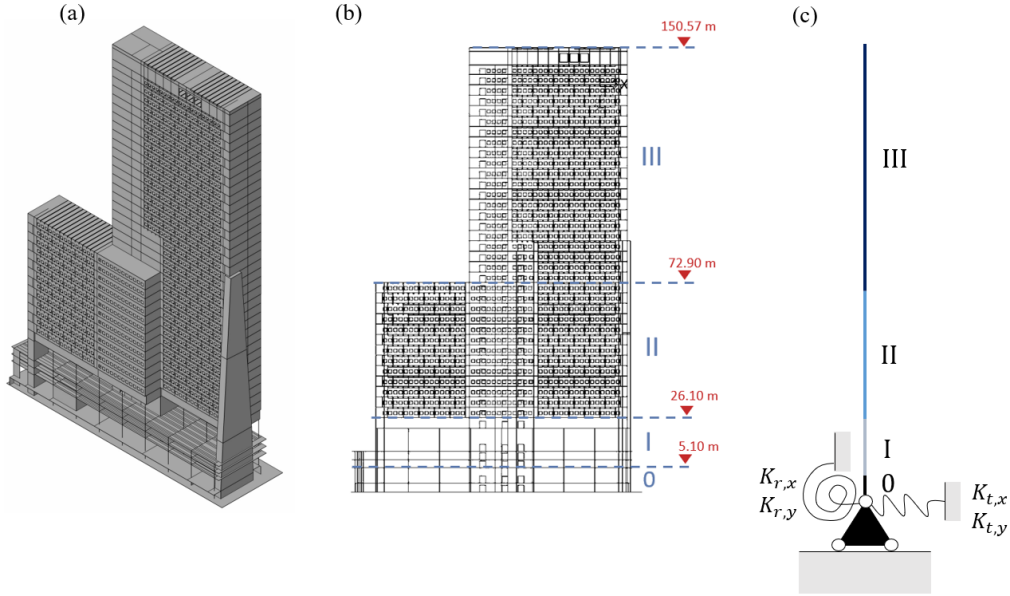 (a)
(b)
(c)
150.57 m
X
III
72.90 m
II
26.10 m
I
5.10 m
0
III
II
I
0
K_{r,x}
K_{r,y}
K_{t,x}
K_{t,y}